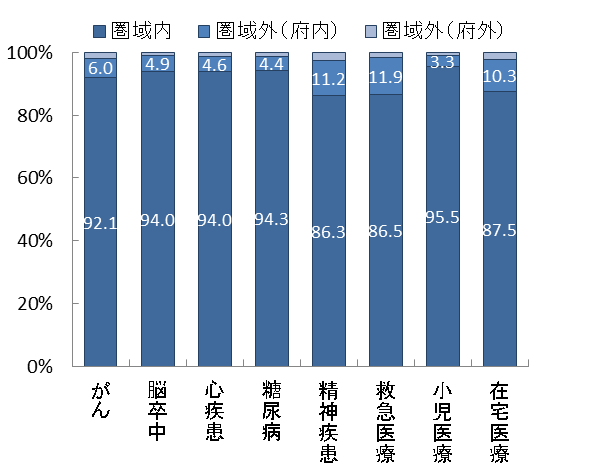 圏域内 圏域外（府内） 圏域外（府外）
100%
80%
60%
40%
20%
0%
6.0 4.9 4.6 4.4 11.2 11.9 3.3 10.3
92.1 94.0 94.0 94.3 86.3 86.5 95.5 87.5
がん
脳卒中
心疾患
糖尿病
精神疾患
救急医療
小児医療
在宅医療